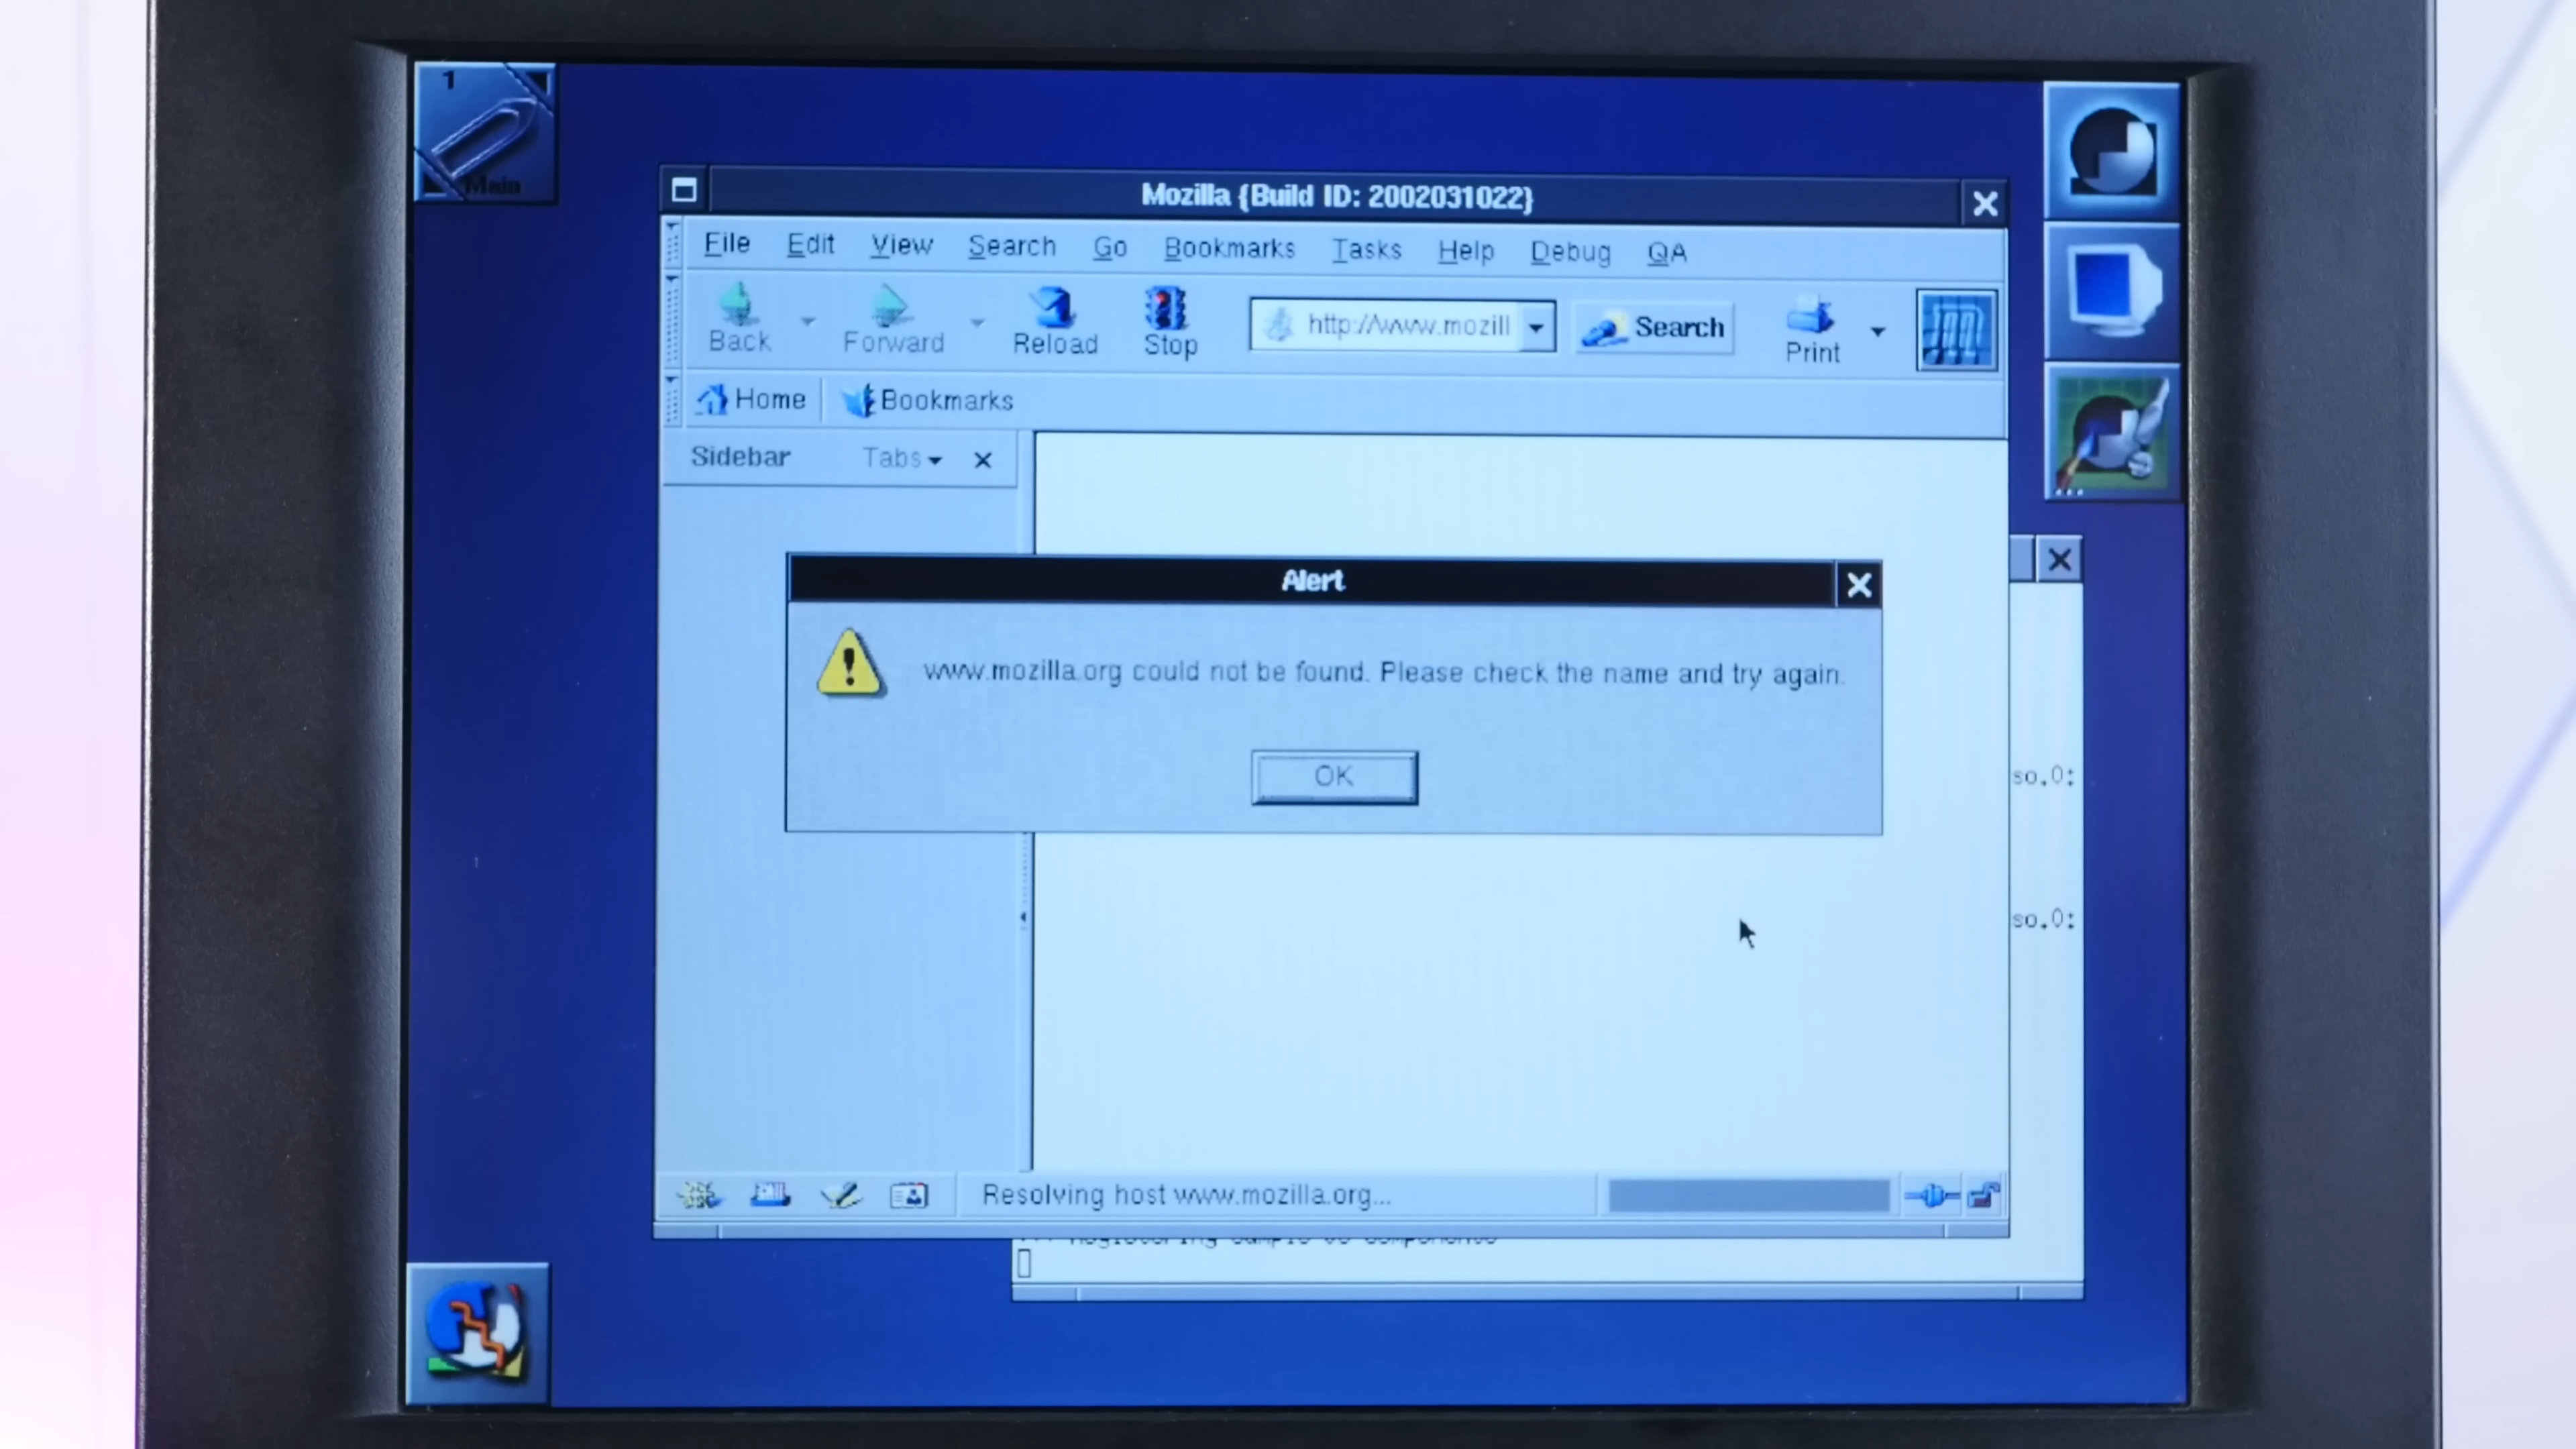 1
Main
Mozilla {Build ID: 2002031022}
File Edit View Search Go Bookmarks Tasks Help Debug QA
Back Forward Reload Stop http://www.mozill Search Print
Home Bookmarks
Sidebar Tabs
Alert
www.mozilla.org could not be found. Please check the name and try again.
OK
so.0:
so.0:
Resolving host www.mozilla.org...